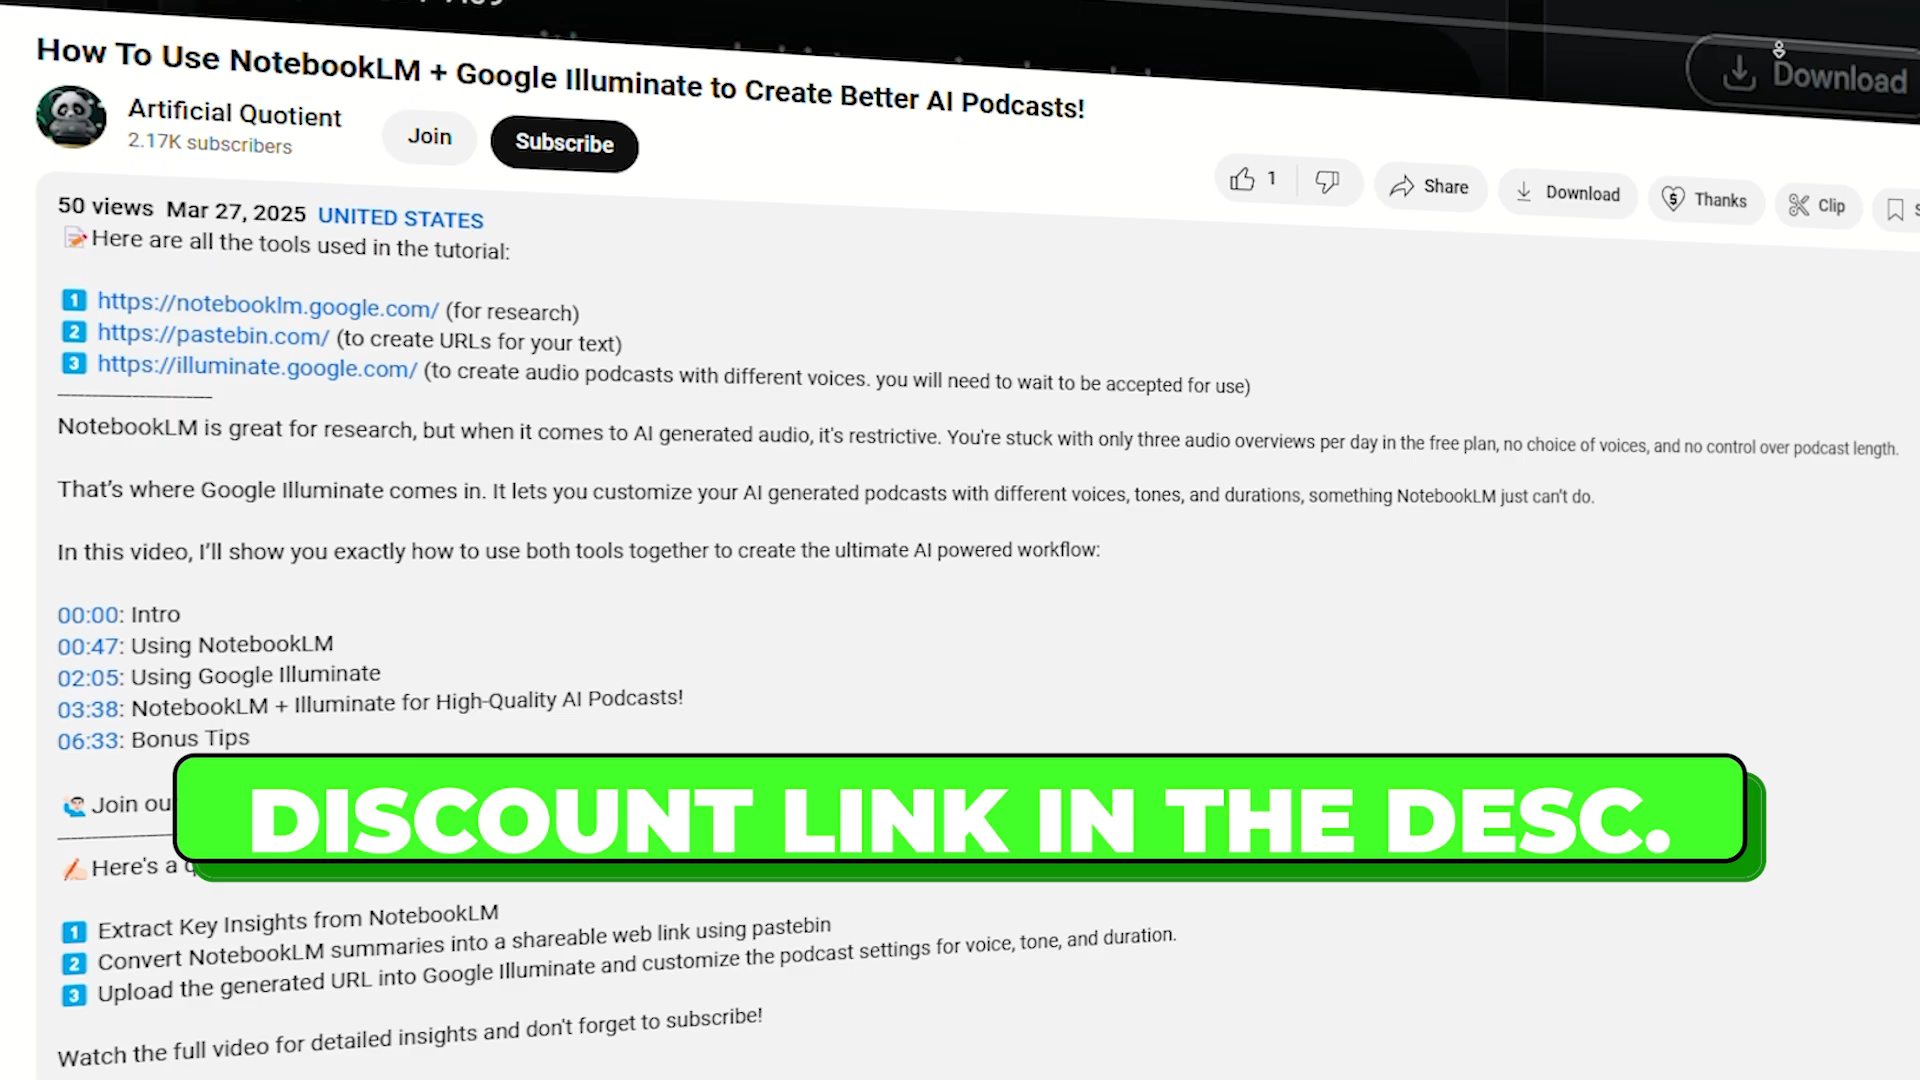 Download
How To Use NotebookLM + Google Illuminate to Create Better AI Podcasts!
Artificial Quotient
2.17K subscribers
Join
Subscribe
1
Share
Download
Thanks
Clip
50 views Mar 27, 2025 UNITED STATES
📝Here are all the tools used in the tutorial:
1 https://notebooklm.google.com/ (for research)
2 https://pastebin.com/ (to create URLs for your text)
3 https://illuminate.google.com/ (to create audio podcasts with different voices. you will need to wait to be accepted for use)
NotebookLM is great for research, but when it comes to AI generated audio, it's restrictive. You're stuck with only three audio overviews per day in the free plan, no choice of voices, and no control over podcast length.
That’s where Google Illuminate comes in. It lets you customize your AI generated podcasts with different voices, tones, and durations, something NotebookLM just can’t do.
In this video, I’ll show you exactly how to use both tools together to create the ultimate AI powered workflow:
00:00: Intro
00:47: Using NotebookLM
02:05: Using Google Illuminate
03:38: NotebookLM + Illuminate for High-Quality AI Podcasts!
06:33: Bonus Tips
Join ou
DISCOUNT LINK IN THE DESC.
Here's a q
1 Extract Key Insights from NotebookLM
2 Convert NotebookLM summaries into a shareable web link using pastebin
3 Upload the generated URL into Google Illuminate and customize the podcast settings for voice, tone, and duration.
Watch the full video for detailed insights and don't forget to subscribe!